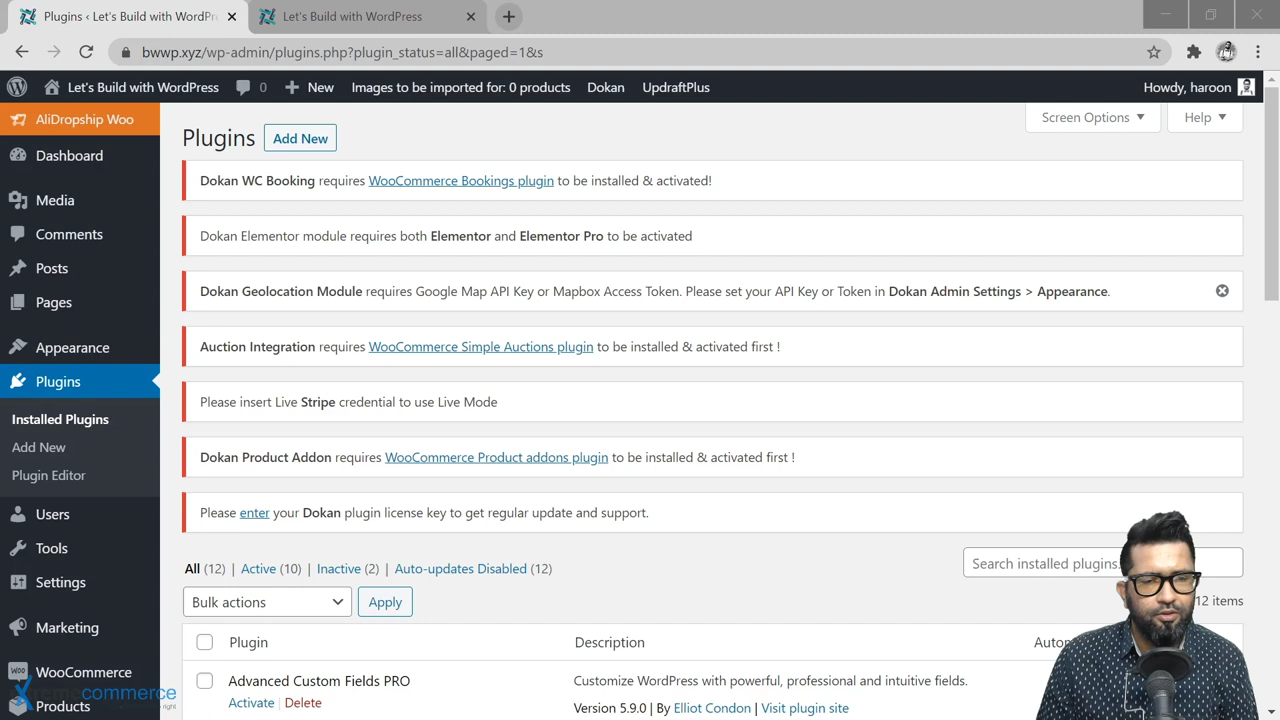 Plugins ‹ Let's Build with WordPr
Let's Build with WordPress
bwwp.xyz/wp-admin/plugins.php?plugin_status=all&paged=1&s
Let's Build with WordPress
0
New
Images to be imported for: 0 products
Dokan
UpdraftPlus
Howdy, haroon
AliDropship Woo
Dashboard
Media
Comments
Posts
Pages
Appearance
Plugins
Installed Plugins
Add New
Plugin Editor
Users
Tools
Settings
Marketing
WooCommerce
Products
Screen Options
Help
Plugins
Add New
Dokan WC Booking requires WooCommerce Bookings plugin to be installed & activated!
Dokan Elementor module requires both Elementor and Elementor Pro to be activated
Dokan Geolocation Module requires Google Map API Key or Mapbox Access Token. Please set your API Key or Token in Dokan Admin Settings > Appearance.
Auction Integration requires WooCommerce Simple Auctions plugin to be installed & activated first !
Please insert Live Stripe credential to use Live Mode
Dokan Product Addon requires WooCommerce Product addons plugin to be installed & activated first !
Please enter your Dokan plugin license key to get regular update and support.
All (12) | Active (10) | Inactive (2) | Auto-updates Disabled (12)
Search installed plugins.
Bulk actions
Apply
12 items
Plugin
Description
Advanced Custom Fields PRO
Customize WordPress with powerful, professional and intuitive fields.
Activate | Delete
Version 5.9.0 | By Elliot Condon | Visit plugin site